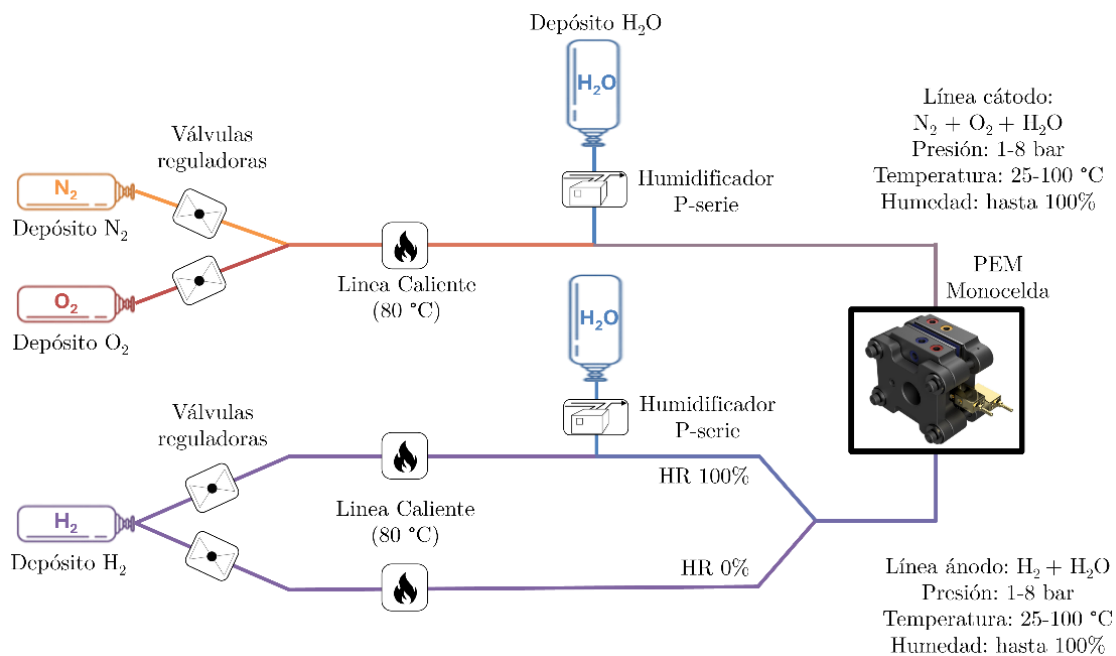 Depósito H₂O
H₂O
Línea cátodo:
N₂ + O₂ + H₂O
Presión: 1-8 bar
Temperatura: 25-100 °C
Humedad: hasta 100%
Válvulas
reguladoras
N₂
Depósito N₂
Humidificador
P-serie
O₂
Depósito O₂
Linea Caliente
(80 °C)
PEM
Monocelda
H₂O
Válvulas
reguladoras
Humidificador
P-serie
HR 100%
H₂
Depósito H₂
Linea Caliente
(80 °C)
HR 0%
Línea ánodo: H₂ + H₂O
Presión: 1-8 bar
Temperatura: 25-100 °C
Humedad: hasta 100%